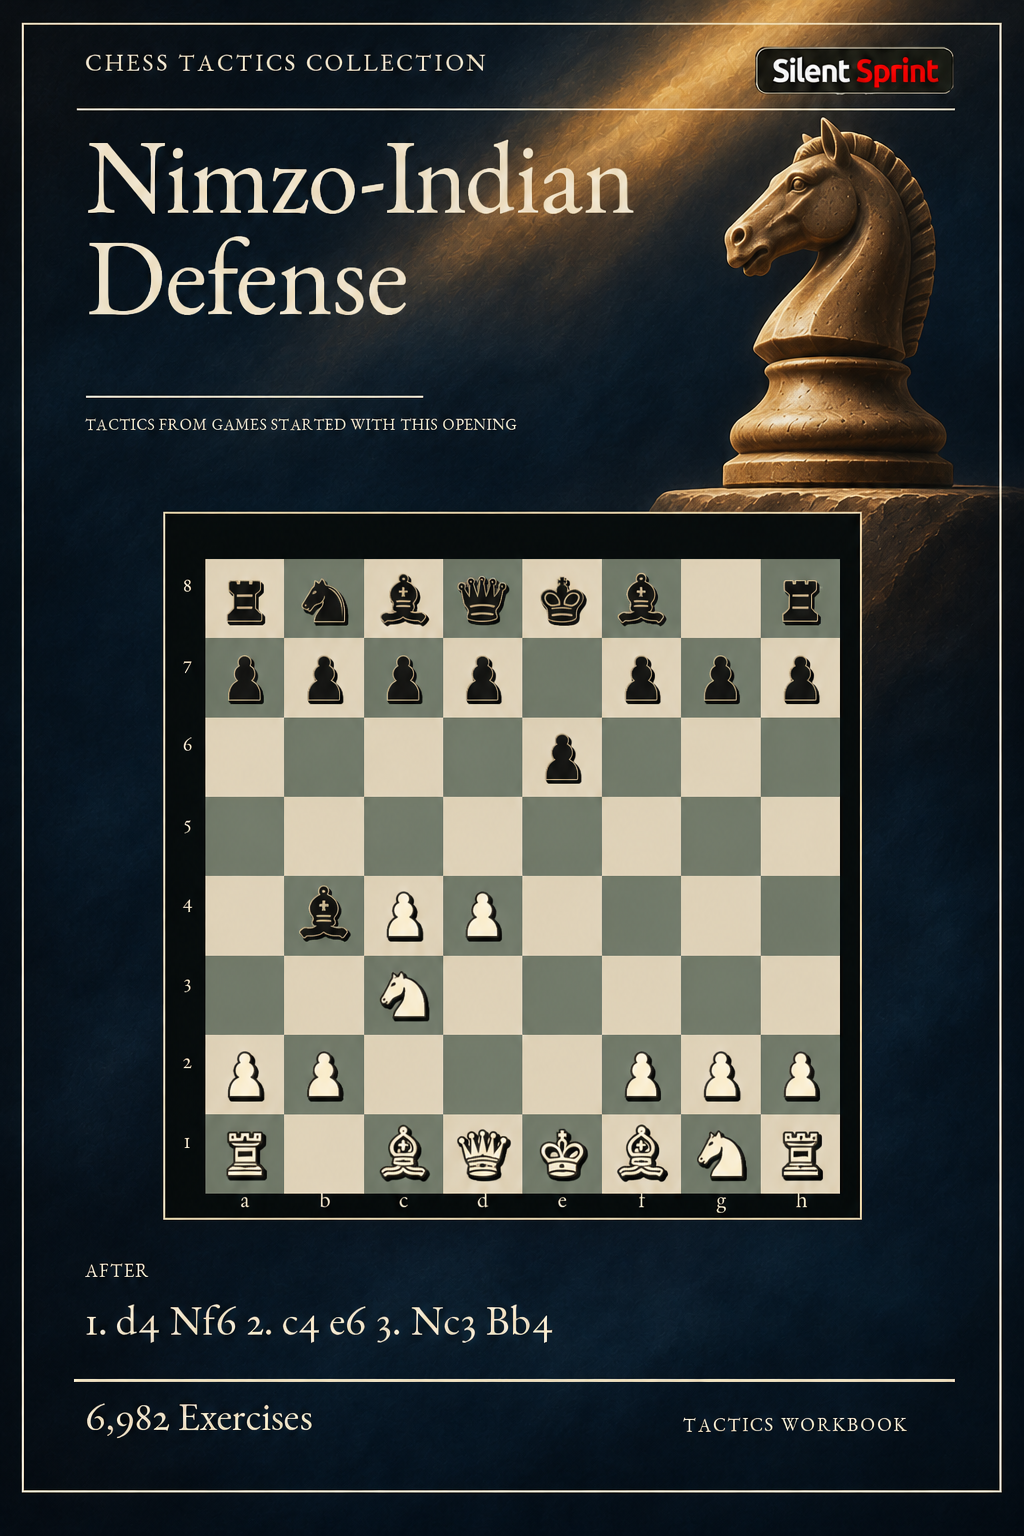 CHESS TACTICS COLLECTION
Silent Sprint
Nimzo-Indian
Defense
TACTICS FROM GAMES STARTED WITH THIS OPENING
8
7
6
5
4
3
2
1
a b c d e f g h
AFTER
1. d4 Nf6 2. c4 e6 3. Nc3 Bb4
6,982 Exercises
TACTICS WORKBOOK